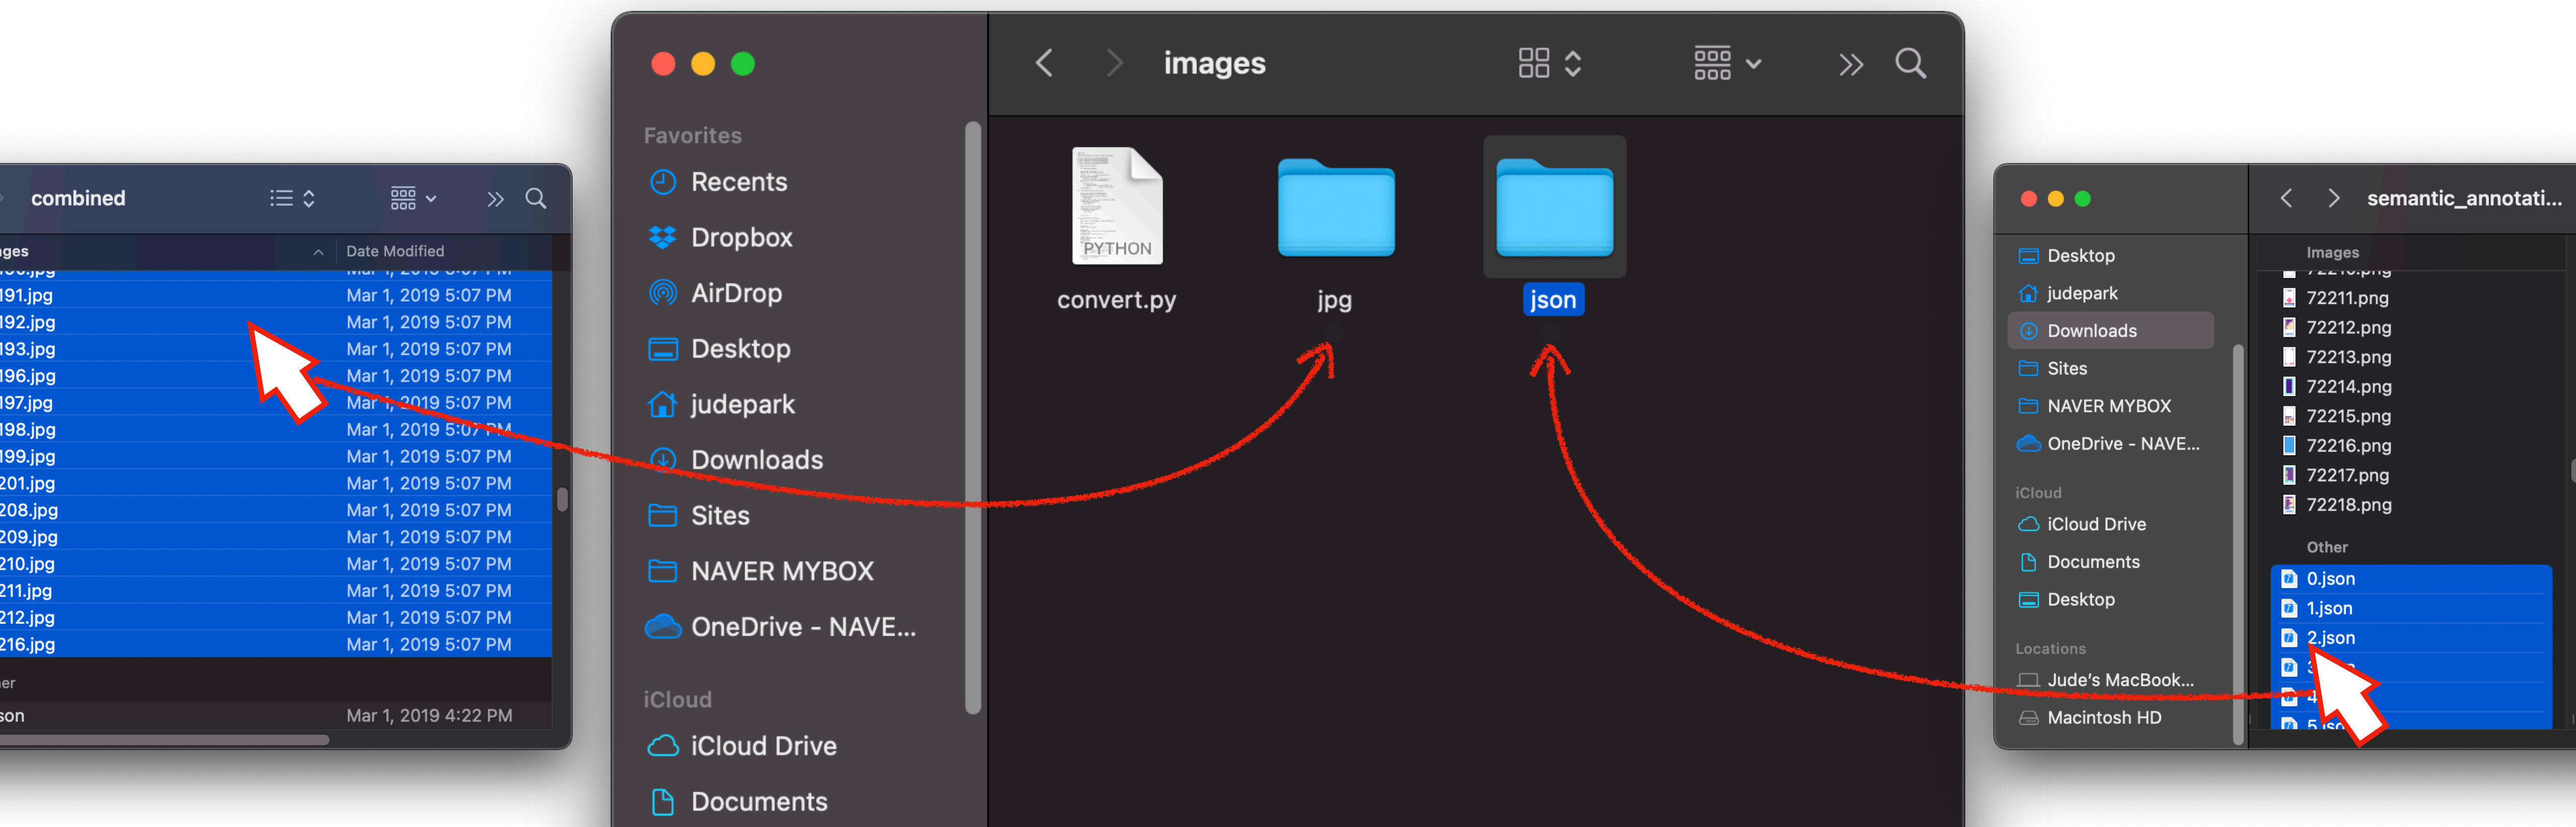 combined
ages
Date Modified
191.jpg
Mar 1, 2019 5:07 PM
192.jpg
Mar 1, 2019 5:07 PM
193.jpg
Mar 1, 2019 5:07 PM
196.jpg
Mar 1, 2019 5:07 PM
197.jpg
Mar 1, 2019 5:07 PM
198.jpg
Mar 1, 2019 5:07 PM
199.jpg
Mar 1, 2019 5:07 PM
201.jpg
Mar 1, 2019 5:07 PM
208.jpg
Mar 1, 2019 5:07 PM
209.jpg
Mar 1, 2019 5:07 PM
210.jpg
Mar 1, 2019 5:07 PM
211.jpg
Mar 1, 2019 5:07 PM
212.jpg
Mar 1, 2019 5:07 PM
216.jpg
Mar 1, 2019 5:07 PM
er
son
Mar 1, 2019 4:22 PM
images
Favorites
Recents
Dropbox
AirDrop
Desktop
judepark
Downloads
Sites
NAVER MYBOX
OneDrive - NAVE...
iCloud
iCloud Drive
Documents
PYTHON
convert.py
jpg
json
semantic_annotati...
Desktop
judepark
Downloads
Sites
NAVER MYBOX
OneDrive - NAVE...
iCloud
iCloud Drive
Documents
Desktop
Locations
Jude's MacBook...
Macintosh HD
Images
72211.png
72212.png
72213.png
72214.png
72215.png
72216.png
72217.png
72218.png
Other
0.json
1.json
2.json